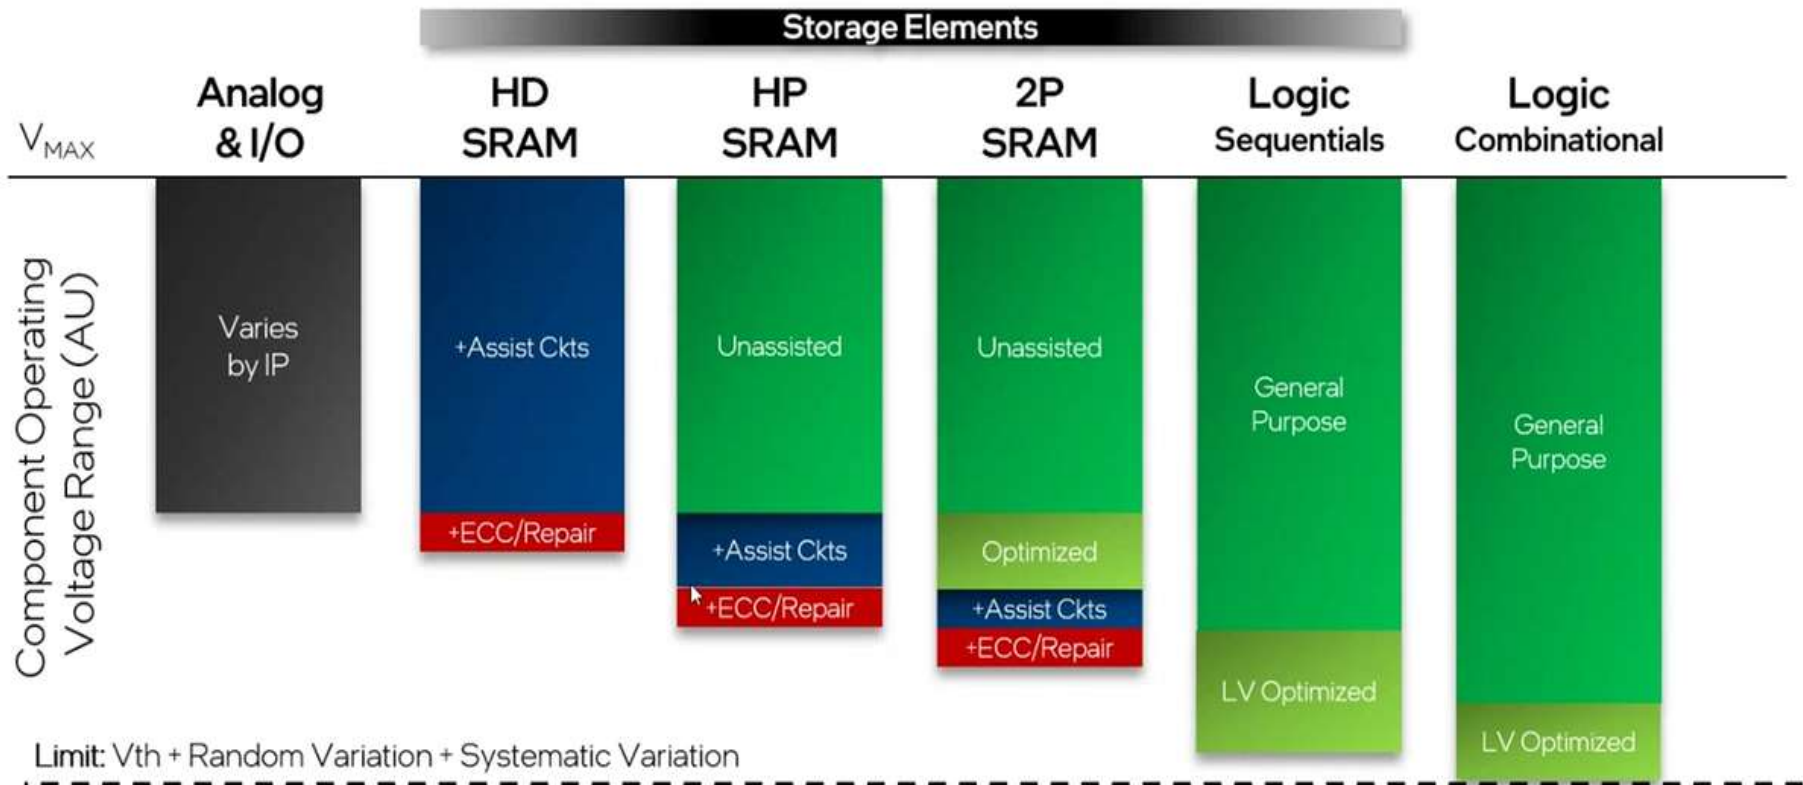 Storage Elements
V_MAX
Analog
& I/O
HD
SRAM
HP
SRAM
2P
SRAM
Logic
Sequentials
Logic
Combinational
Component Operating
Voltage Range (AU)
Varies
by IP
+Assist Ckts
+ECC/Repair
Unassisted
+Assist Ckts
+ECC/Repair
Unassisted
Optimized
+Assist Ckts
+ECC/Repair
General
Purpose
LV Optimized
General
Purpose
LV Optimized
Limit: Vth + Random Variation + Systematic Variation